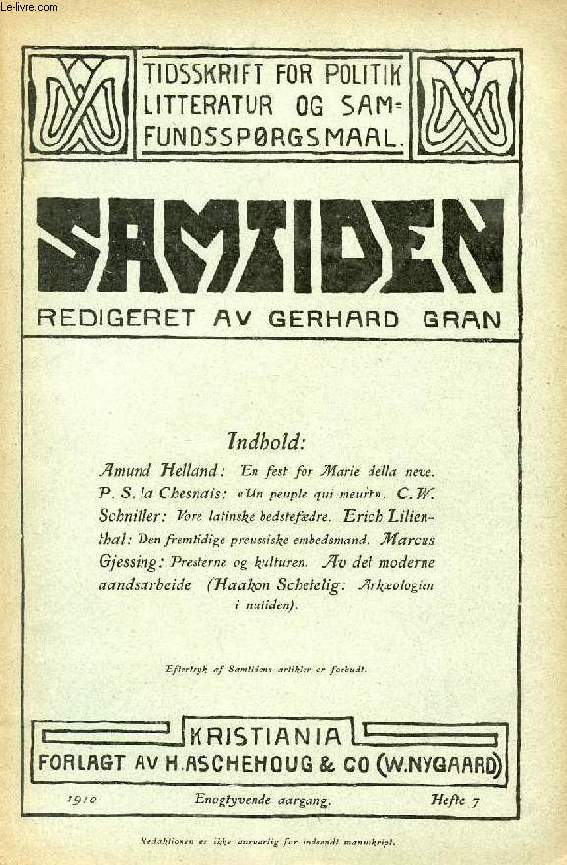 Le-livre.com
TIDSSKRIFT FOR POLITIK
LITTERATUR OG SAM=
FUNDSSPØRGSMAAL.
SAMTIDEN
REDIGERET AV GERHARD GRAN
Indhold:
Amund Helland: En fest for Marie della neve.
P. S. la Chesnais: «Un peuple qui meurt». C. W.
Schniller: Vore latinske bedstefædre. Erich Lilien-
thal: Den fremtidige preussiske embedsmand. Marcus
Gjessing: Presterne og kulturen. Av det moderne
aandsarbeide (Haakon Schetelig: Arkæologien
i nutiden).
Eftertryk af Samtidens artikler er forbudt.
KRISTIANIA
FORLAGT AV H. ASCHEHOUG & CO (W. NYGAARD)
1910 Enogtyvende aargang. Hefte 7
Redaktionen er ikke ansvarlig for indsendt manuskript.